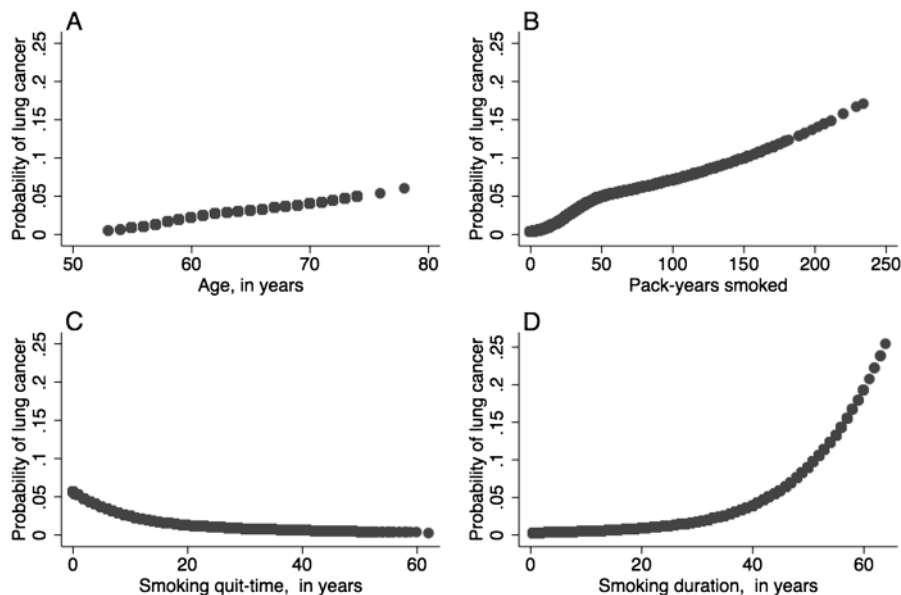 A
Probability of lung cancer
0 .05 .1 .15 .2 .25
50 60 70 80
Age, in years
B
Probability of lung cancer
0 .05 .1 .15 .2 .25
0 50 100 150 200 250
Pack-years smoked
C
Probability of lung cancer
0 .05 .1 .15 .2 .25
0 20 40 60
Smoking quit-time, in years
D
Probability of lung cancer
0 .05 .1 .15 .2 .25
0 20 40 60
Smoking duration, in years